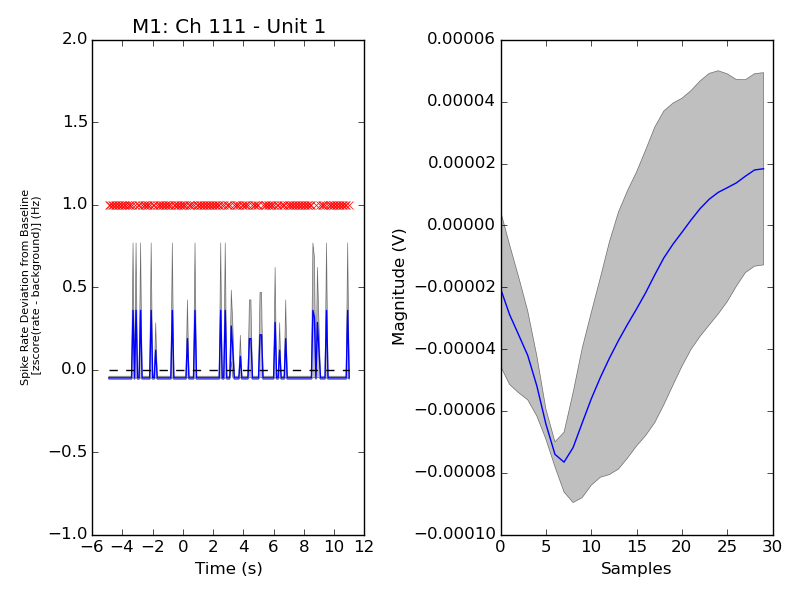 M1: Ch 111 - Unit 1
2.0
1.5
1.0
0.5
0.0
−0.5
−1.0
Spike Rate Deviation from Baseline
[zscore(rate - background)] (Hz)
−6 −4 −2 0 2 4 6 8 10 12
Time (s)
0.00006
0.00004
0.00002
0.00000
−0.00002
−0.00004
−0.00006
−0.00008
−0.00010
Magnitude (V)
0 5 10 15 20 25 30
Samples